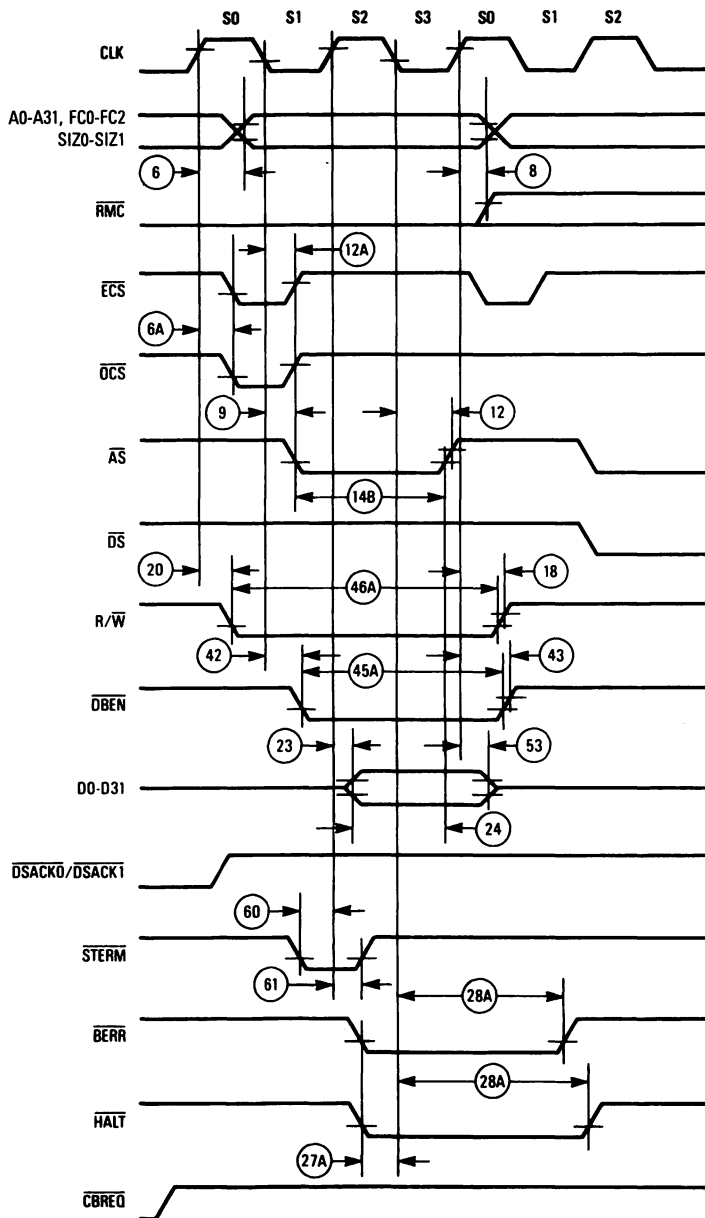 S0 S1 S2 S3 S0 S1 S2
CLK
A0-A31, FC0-FC2
SIZ0-SIZ1
6
8
RMC
12A
ECS
6A
OCS
9
12
AS
14B
DS
20
46A
18
R/W
42
45A
43
DBEN
23
53
D0-D31
24
DSACK0/DSACK1
60
STERM
61
28A
BERR
28A
HALT
27A
CBREQ